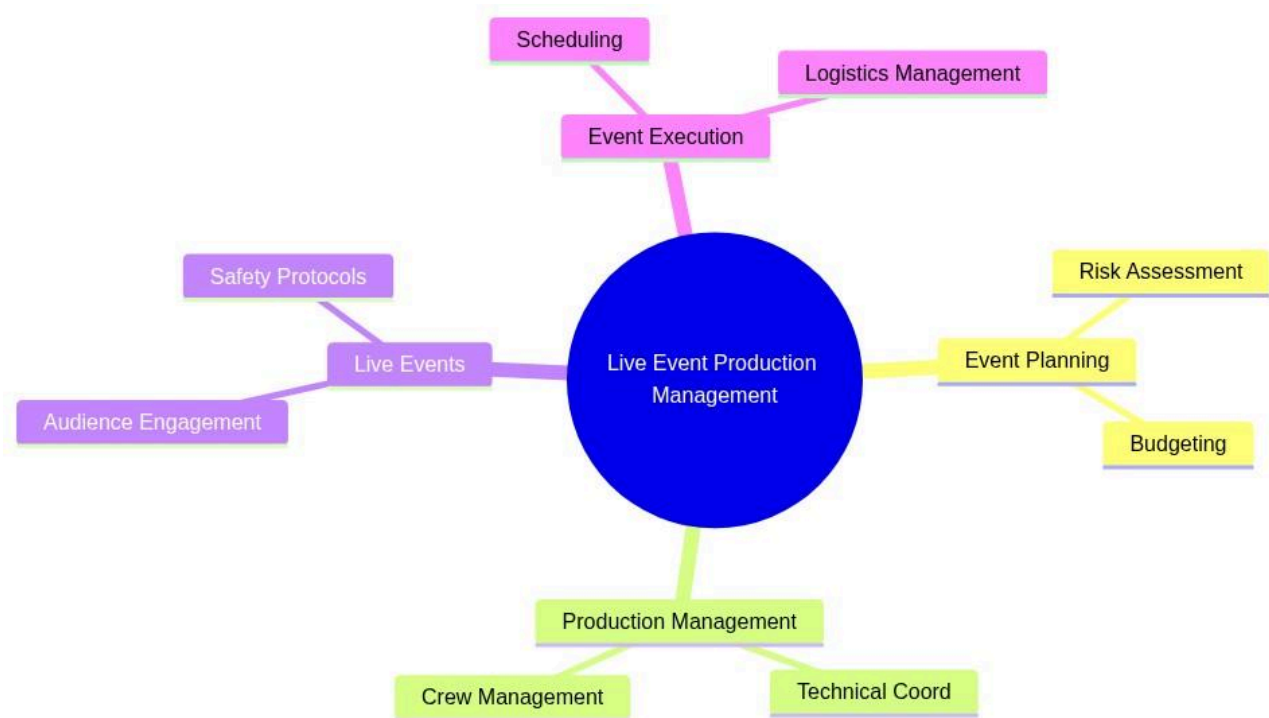 Scheduling
Logistics Management
Event Execution
Safety Protocols
Risk Assessment
Live Events
Live Event Production
Management
Event Planning
Audience Engagement
Budgeting
Production Management
Crew Management
Technical Coord